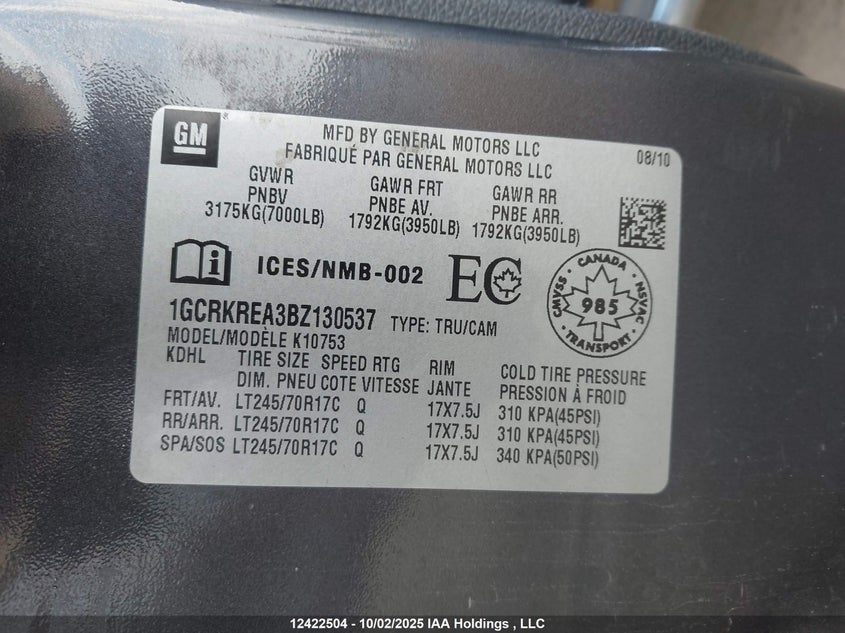 GM
MFD BY GENERAL MOTORS LLC
FABRIQUÉ PAR GENERAL MOTORS LLC
08/10
GVWR
PNBV
3175KG(7000LB)
GAWR FRT
PNBE AV.
1792KG(3950LB)
GAWR RR
PNBE ARR.
1792KG(3950LB)
i ICES/NMB-002 EC
CANADA
CMVSS 985 NSVAC
TRANSPORT
1GCRKREA3BZ130537 TYPE: TRU/CAM
MODEL/MODÈLE K10753
KDHL TIRE SIZE SPEED RTG RIM COLD TIRE PRESSURE
DIM. PNEU COTE VITESSE JANTE PRESSION À FROID
FRT/AV. LT245/70R17C Q 17X7.5J 310 KPA(45PSI)
RR/ARR. LT245/70R17C Q 17X7.5J 310 KPA(45PSI)
SPA/SOS LT245/70R17C Q 17X7.5J 340 KPA(50PSI)
12422504 - 10/02/2025 IAA Holdings , LLC